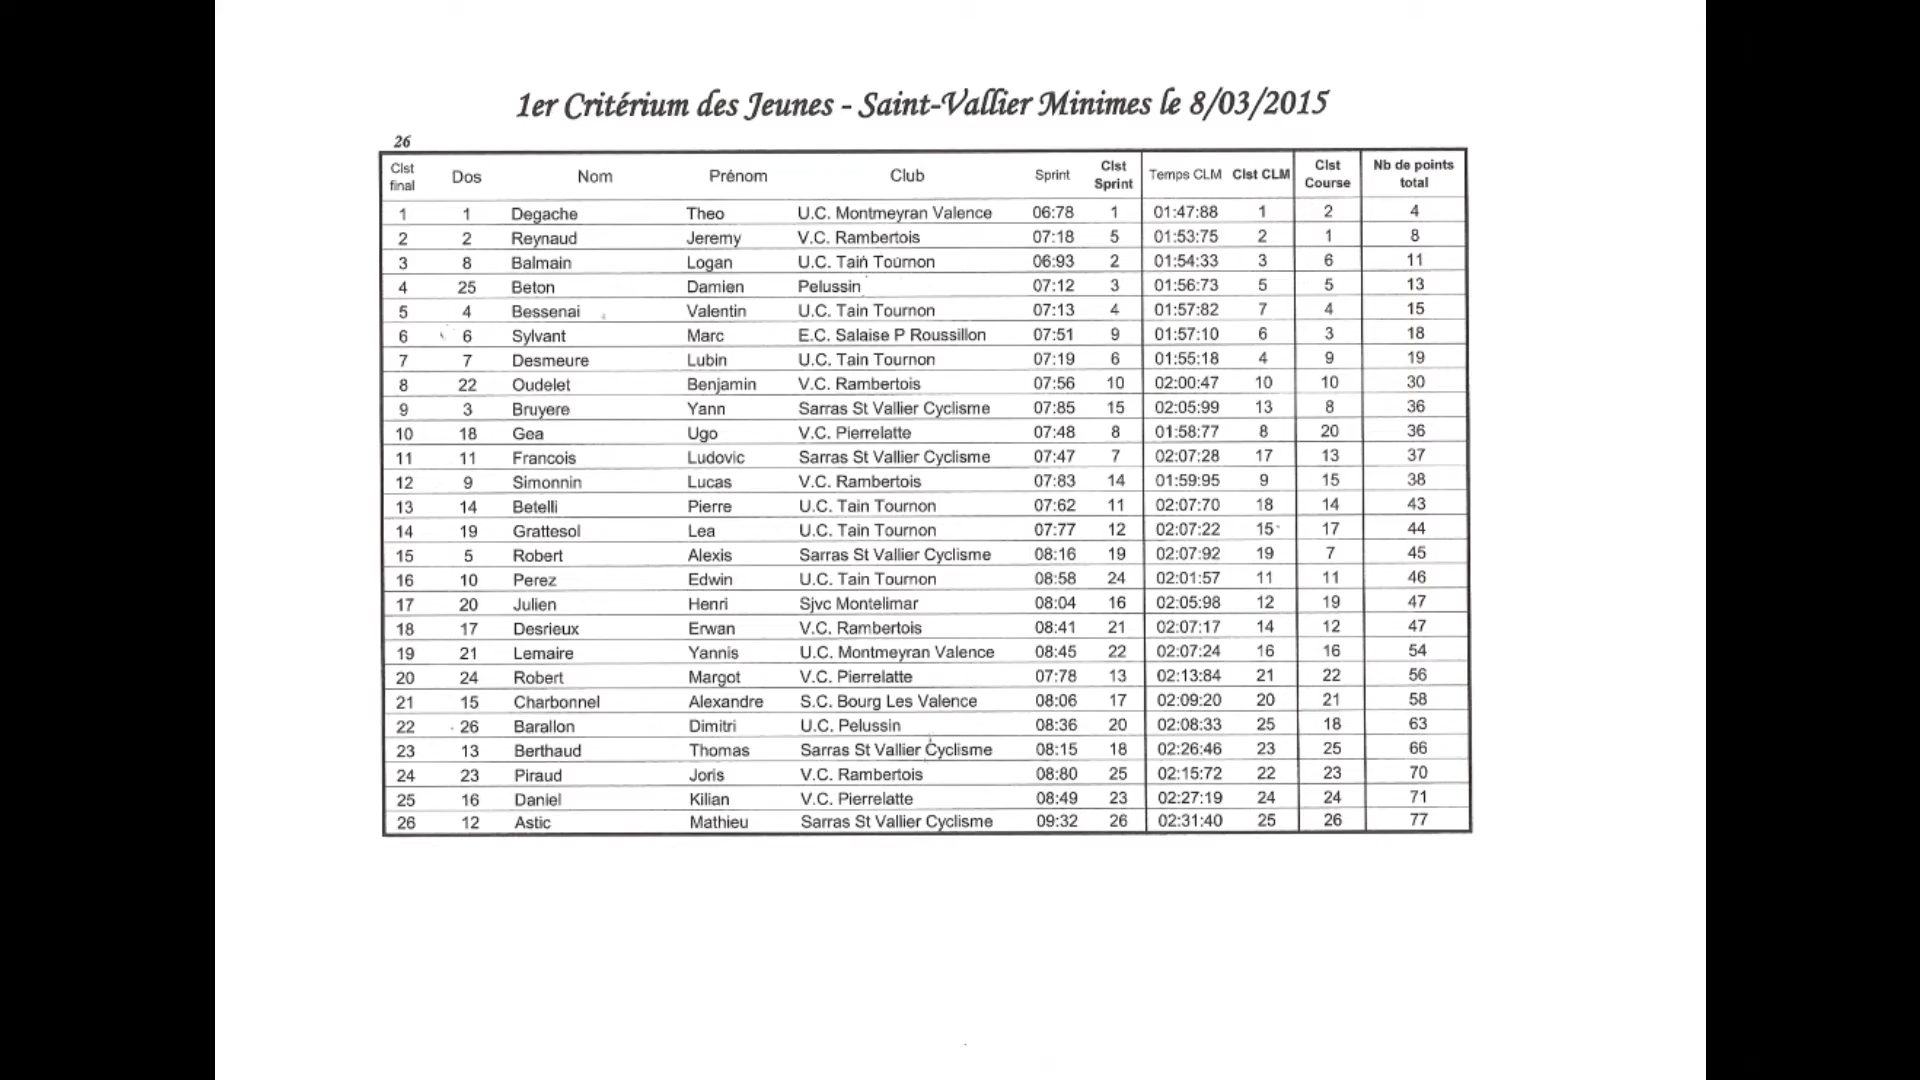 1er Critérium des Jeunes - Saint-Vallier Minimes le 8/03/2015
26
Clst final Dos Nom Prénom Club Sprint Clst Sprint Temps CLM Clst CLM Clst Course Nb de points total
1 1 Degache Theo U.C. Montmeyran Valence 06:78 1 01:47:88 1 2 4
2 2 Reynaud Jeremy V.C. Rambertois 07:18 5 01:53:75 2 1 8
3 8 Balmain Logan U.C. Tain Tournon 06:93 2 01:54:33 3 6 11
4 25 Beton Damien Pelussin 07:12 3 01:56:73 5 5 13
5 4 Bessenai Valentin U.C. Tain Tournon 07:13 4 01:57:82 7 4 15
6 6 Sylvant Marc E.C. Salaise P Roussillon 07:51 9 01:57:10 6 3 18
7 7 Desmeure Lubin U.C. Tain Tournon 07:19 6 01:55:18 4 9 19
8 22 Oudelet Benjamin V.C. Rambertois 07:56 10 02:00:47 10 10 30
9 3 Bruyere Yann Sarras St Vallier Cyclisme 07:85 15 02:05:99 13 8 36
10 18 Gea Ugo V.C. Pierrelatte 07:48 8 01:58:77 8 20 36
11 11 Francois Ludovic Sarras St Vallier Cyclisme 07:47 7 02:07:28 17 13 37
12 9 Simonnin Lucas V.C. Rambertois 07:83 14 01:59:95 9 15 38
13 14 Betelli Pierre U.C. Tain Tournon 07:62 11 02:07:70 18 14 43
14 19 Grattesol Lea U.C. Tain Tournon 07:77 12 02:07:22 15 17 44
15 5 Robert Alexis Sarras St Vallier Cyclisme 08:16 19 02:07:92 19 7 45
16 10 Perez Edwin U.C. Tain Tournon 08:58 24 02:01:57 11 11 46
17 20 Julien Henri Sjvc Montelimar 08:04 16 02:05:98 12 19 47
18 17 Desrieux Erwan V.C. Rambertois 08:41 21 02:07:17 14 12 47
19 21 Lemaire Yannis U.C. Montmeyran Valence 08:45 22 02:07:24 16 16 54
20 24 Robert Margot V.C. Pierrelatte 07:78 13 02:13:84 21 22 56
21 15 Charbonnel Alexandre S.C. Bourg Les Valence 08:06 17 02:09:20 20 21 58
22 26 Barallon Dimitri U.C. Pelussin 08:36 20 02:08:33 25 18 63
23 13 Berthaud Thomas Sarras St Vallier Cyclisme 08:15 18 02:26:46 23 25 66
24 23 Piraud Joris V.C. Rambertois 08:80 25 02:15:72 22 23 70
25 16 Daniel Kilian V.C. Pierrelatte 08:49 23 02:27:19 24 24 71
26 12 Astic Mathieu Sarras St Vallier Cyclisme 09:32 26 02:31:40 25 26 77